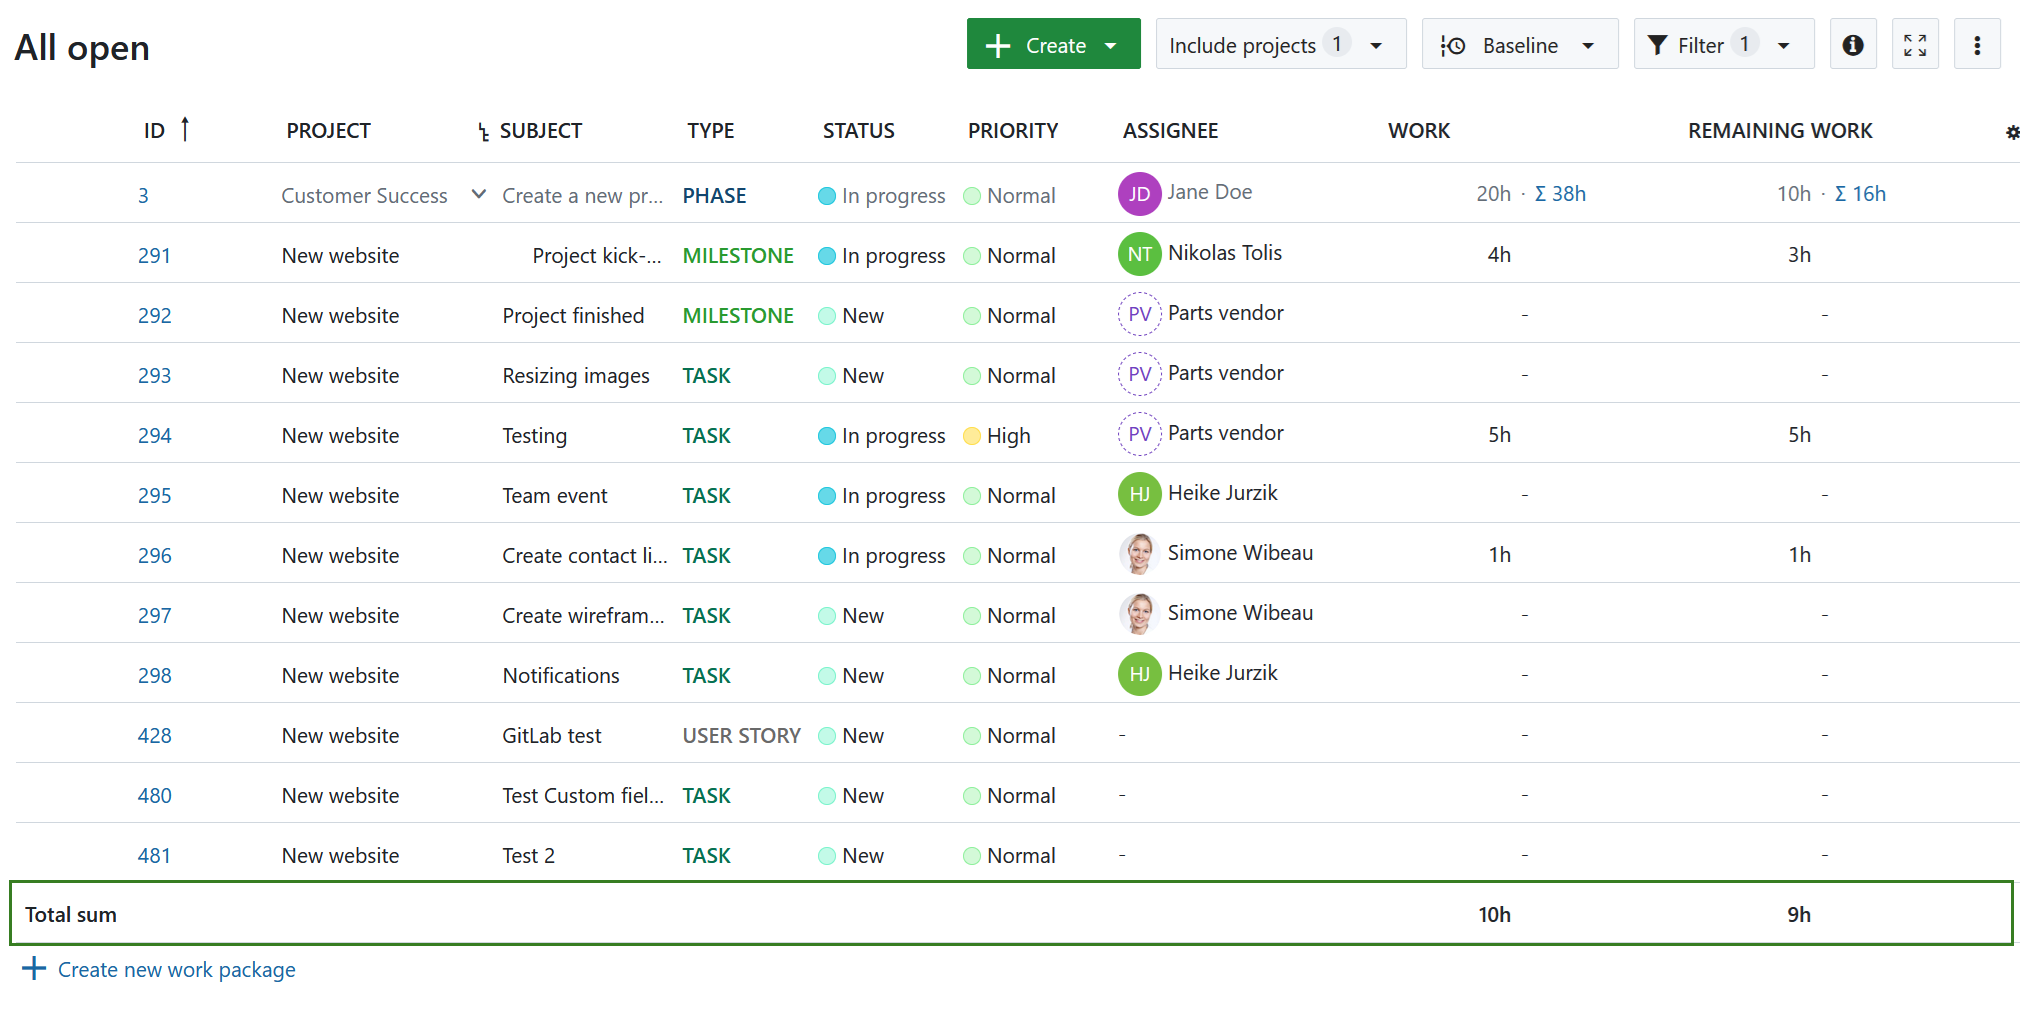 All open
Create
Include projects 1
Baseline
Filter 1
ID PROJECT SUBJECT TYPE STATUS PRIORITY ASSIGNEE WORK REMAINING WORK
3 Customer Success Create a new pr... PHASE In progress Normal JD Jane Doe 20h · Σ 38h 10h · Σ 16h
291 New website Project kick-... MILESTONE In progress Normal NT Nikolas Tolis 4h 3h
292 New website Project finished MILESTONE New Normal PV Parts vendor - -
293 New website Resizing images TASK New Normal PV Parts vendor - -
294 New website Testing TASK In progress High PV Parts vendor 5h 5h
295 New website Team event TASK In progress Normal HJ Heike Jurzik - -
296 New website Create contact li... TASK In progress Normal Simone Wibeau 1h 1h
297 New website Create wirefram... TASK New Normal Simone Wibeau - -
298 New website Notifications TASK New Normal HJ Heike Jurzik - -
428 New website GitLab test USER STORY New Normal - - -
480 New website Test Custom fiel... TASK New Normal - - -
481 New website Test 2 TASK New Normal - - -
Total sum 10h 9h
Create new work package